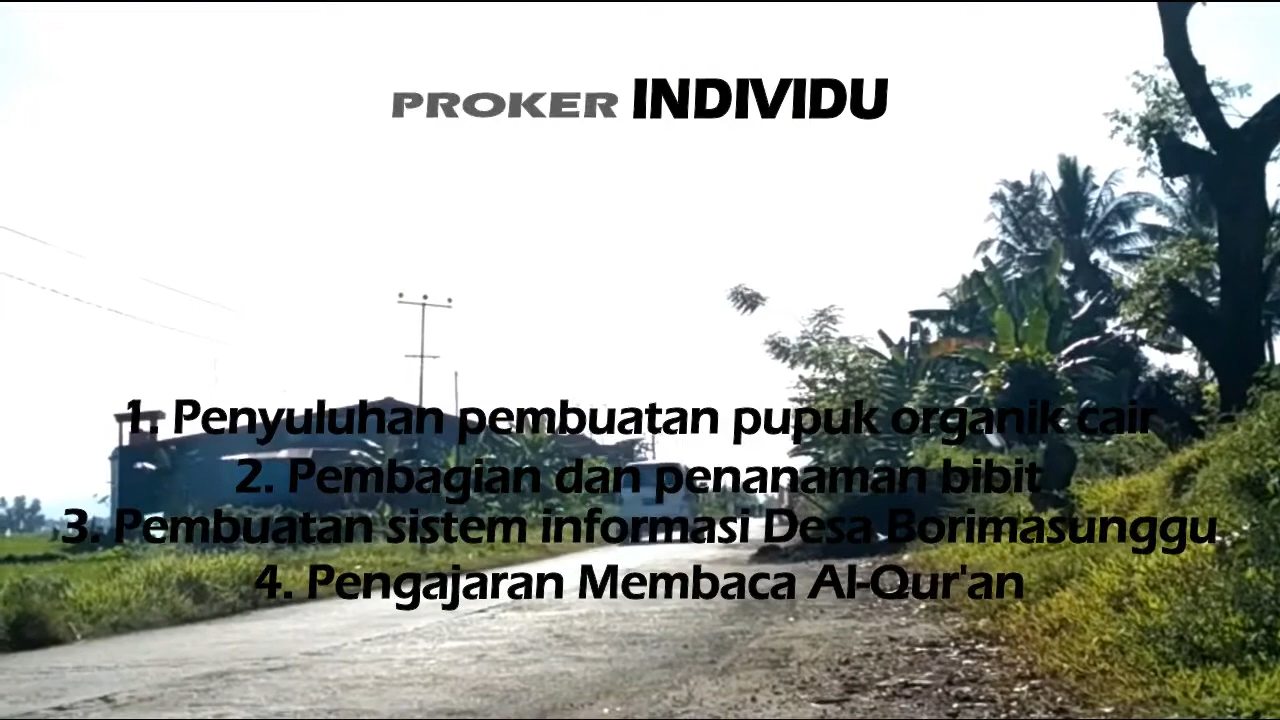 PROKER INDIVIDU
1. Penyuluhan pembuatan pupuk organik cair
2. Pembagian dan penanaman bibit
3. Pembuatan sistem informasi Desa Borimasunggu
4. Pengajaran Membaca Al-Qur'an